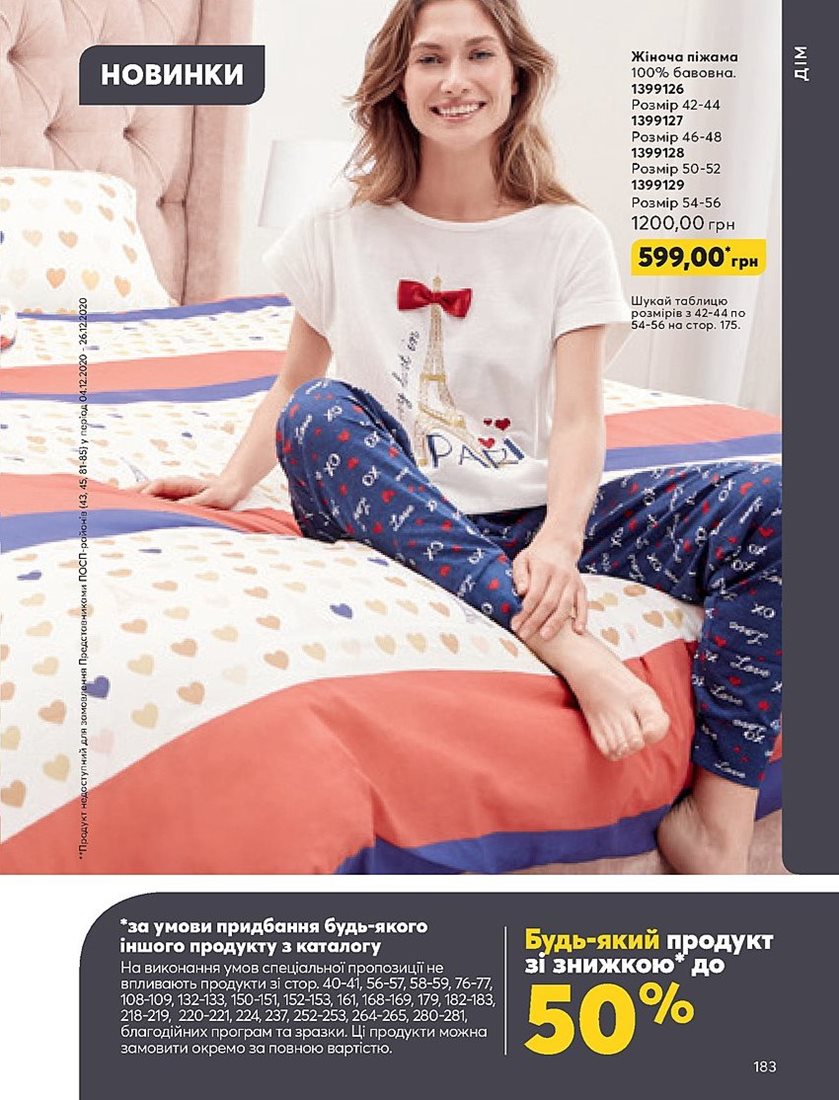 НОВИНКИ
ДІМ
Жіноча піжама
100% бавовна.
1399126
Розмір 42-44
1399127
Розмір 46-48
1399128
Розмір 50-52
1399129
Розмір 54-56
1200,00 грн
599,00* грн
Шукай таблицю
розмірів з 42-44 по
54-56 на стор. 175.
**Продукт недоступний для замовлення Представниками ПОСП-районів (43, 45, 81-85) у період 04.12.2020 - 26.12.2020
PARI
Love
XO
*за умови придбання будь-якого
іншого продукту з каталогу
На виконання умов спеціальної пропозиції не
впливають продукти зі стор. 40-41, 56-57, 58-59, 76-77,
108-109, 132-133, 150-151, 152-153, 161, 168-169, 179, 182-183,
218-219, 220-221, 224, 237, 252-253, 264-265, 280-281,
благодійних програм та зразки. Ці продукти можна
замовити окремо за повною вартістю.
Будь-який продукт
зі знижкою* до
50%
183